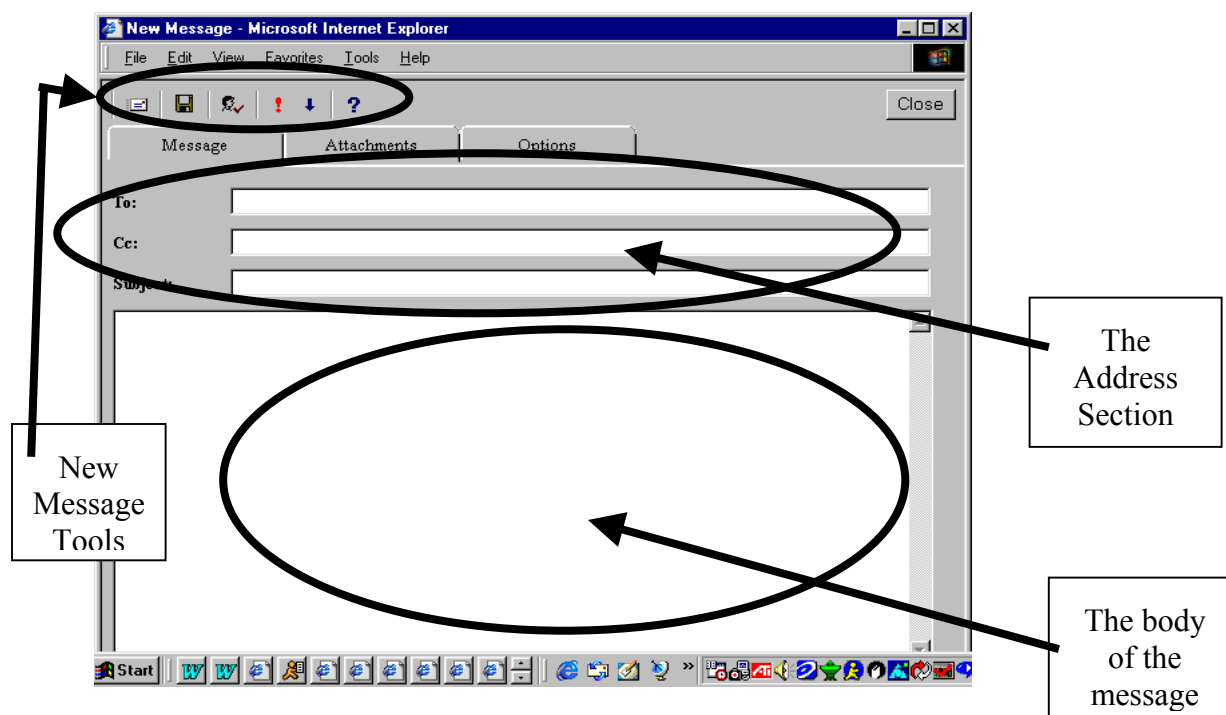 New Message - Microsoft Internet Explorer
File Edit View Favorites Tools Help
Close
Message Attachments Options
To:
Cc:
Subject:
The
Address
Section
New
Message
Tools
The body
of the
message
Start